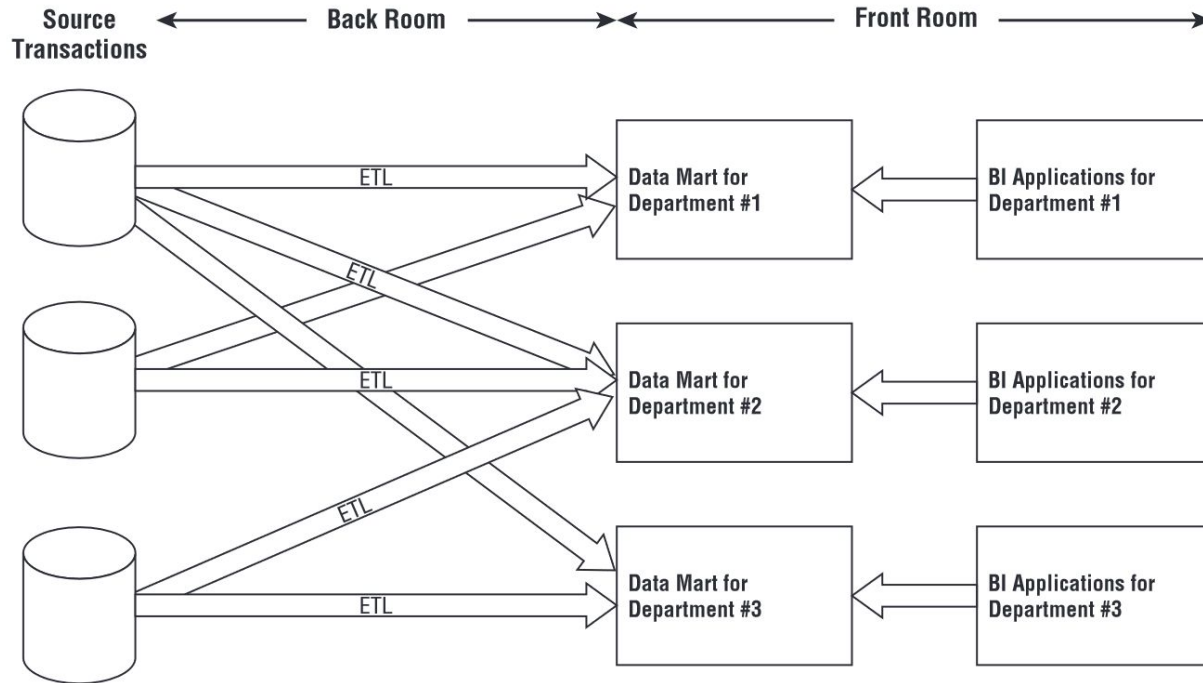 Source
Transactions
Back Room
Front Room
ETL
Data Mart for
Department #1
BI Applications for
Department #1
ETL
ETL
Data Mart for
Department #2
BI Applications for
Department #2
ETL
ETL
Data Mart for
Department #3
BI Applications for
Department #3